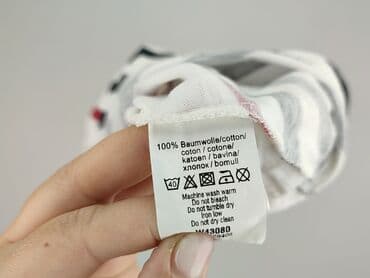 100% Baumwolle/cotton/
coton / cotone/
katoen / bavlna/
хлопок / bomull
40
Machine wash warm
Do not bleach
Do not tumble dry
Iron low
Do not dry clean
W43080